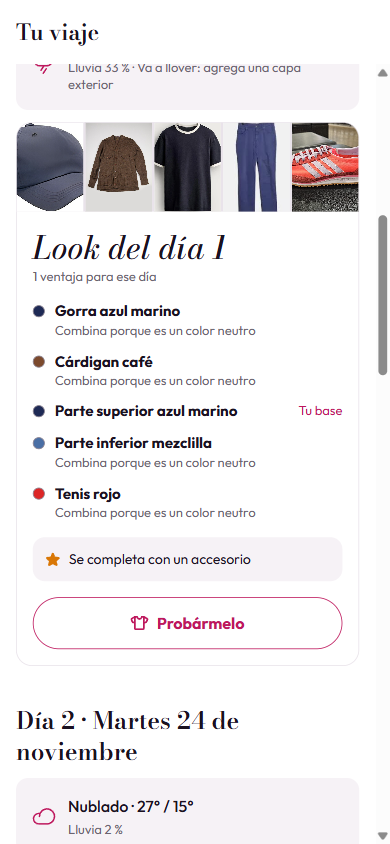 Tu viaje
Lluvia 33 % · Va a llover: agrega una capa
exterior
Look del día 1
1 ventaja para ese día
Gorra azul marino
Combina porque es un color neutro
Cárdigan café
Combina porque es un color neutro
Parte superior azul marino
Tu base
Parte inferior mezclilla
Combina porque es un color neutro
Tenis rojo
Combina porque es un color neutro
Se completa con un accesorio
Probármelo
Día 2 · Martes 24 de
noviembre
Nublado · 27° / 15°
Lluvia 2 %